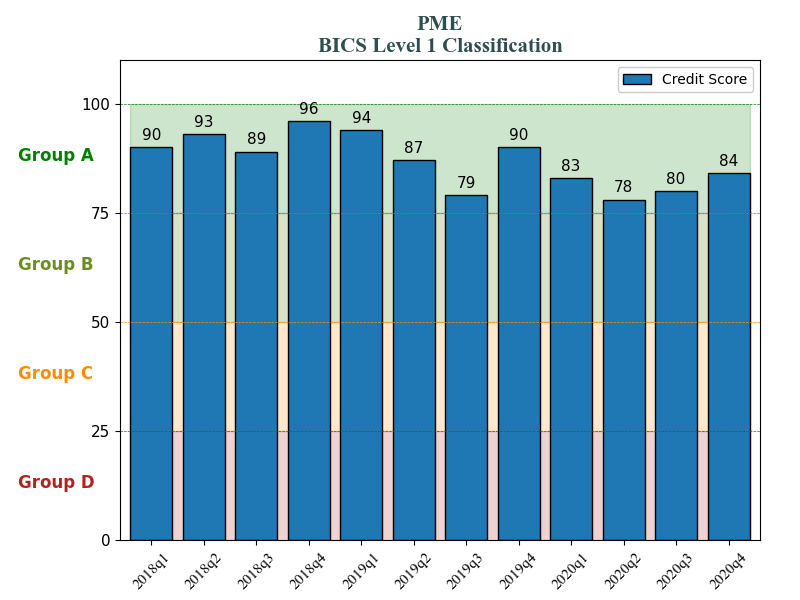 PME
BICS Level 1 Classification
Credit Score
100
75
50
25
0
Group A
Group B
Group C
Group D
90
93
89
96
94
87
79
90
83
78
80
84
2018q1
2018q2
2018q3
2018q4
2019q1
2019q2
2019q3
2019q4
2020q1
2020q2
2020q3
2020q4